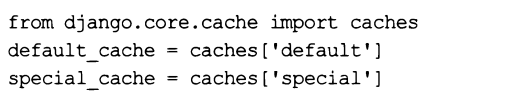 from django.core.cache import caches
default_cache = caches['default']
special_cache = caches['special']